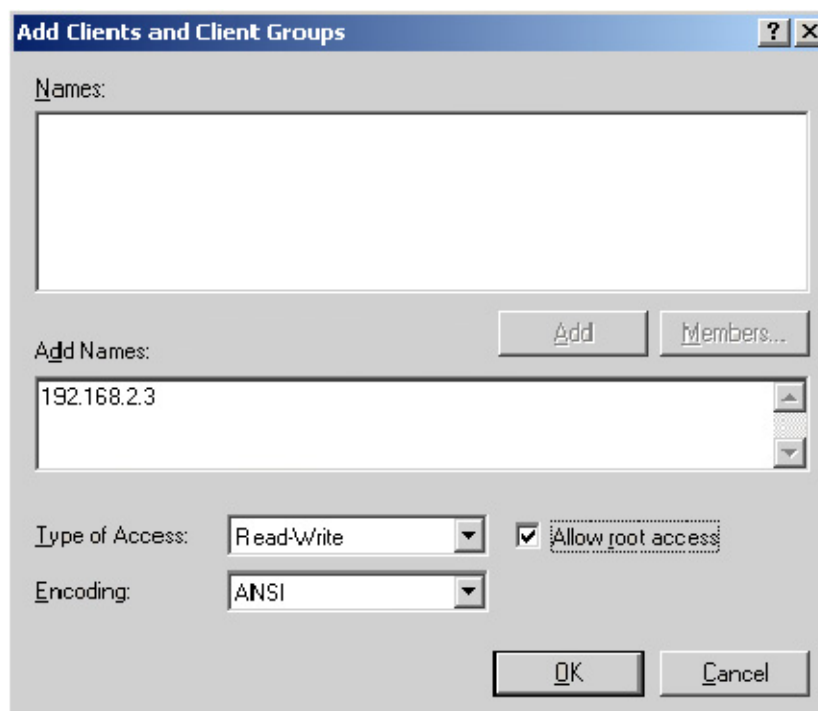 Add Clients and Client Groups
Names:
Add
Members...
Add Names:
192.168.2.3
Type of Access:
Read-Write
Allow root access
Encoding:
ANSI
OK
Cancel